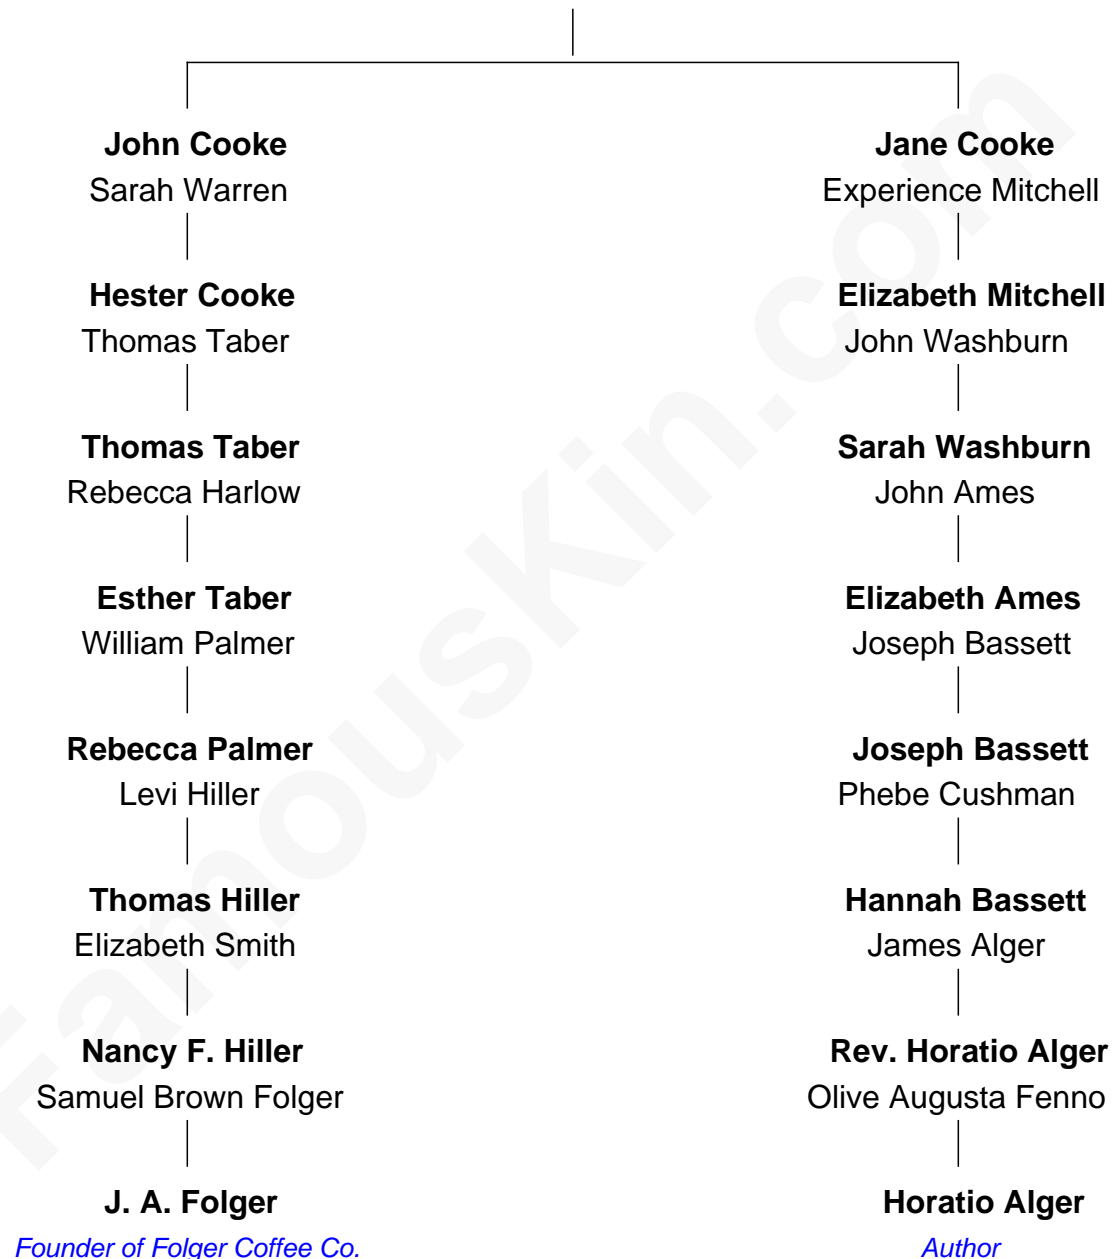 John Cooke
Sarah Warren
Jane Cooke
Experience Mitchell
Hester Cooke
Thomas Taber
Elizabeth Mitchell
John Washburn
Thomas Taber
Rebecca Harlow
Sarah Washburn
John Ames
Esther Taber
William Palmer
Elizabeth Ames
Joseph Bassett
Rebecca Palmer
Levi Hiller
Joseph Bassett
Phebe Cushman
Thomas Hiller
Elizabeth Smith
Hannah Bassett
James Alger
Nancy F. Hiller
Samuel Brown Folger
Rev. Horatio Alger
Olive Augusta Fenno
J. A. Folger
Founder of Folger Coffee Co.
Horatio Alger
Author
FamousKin.com